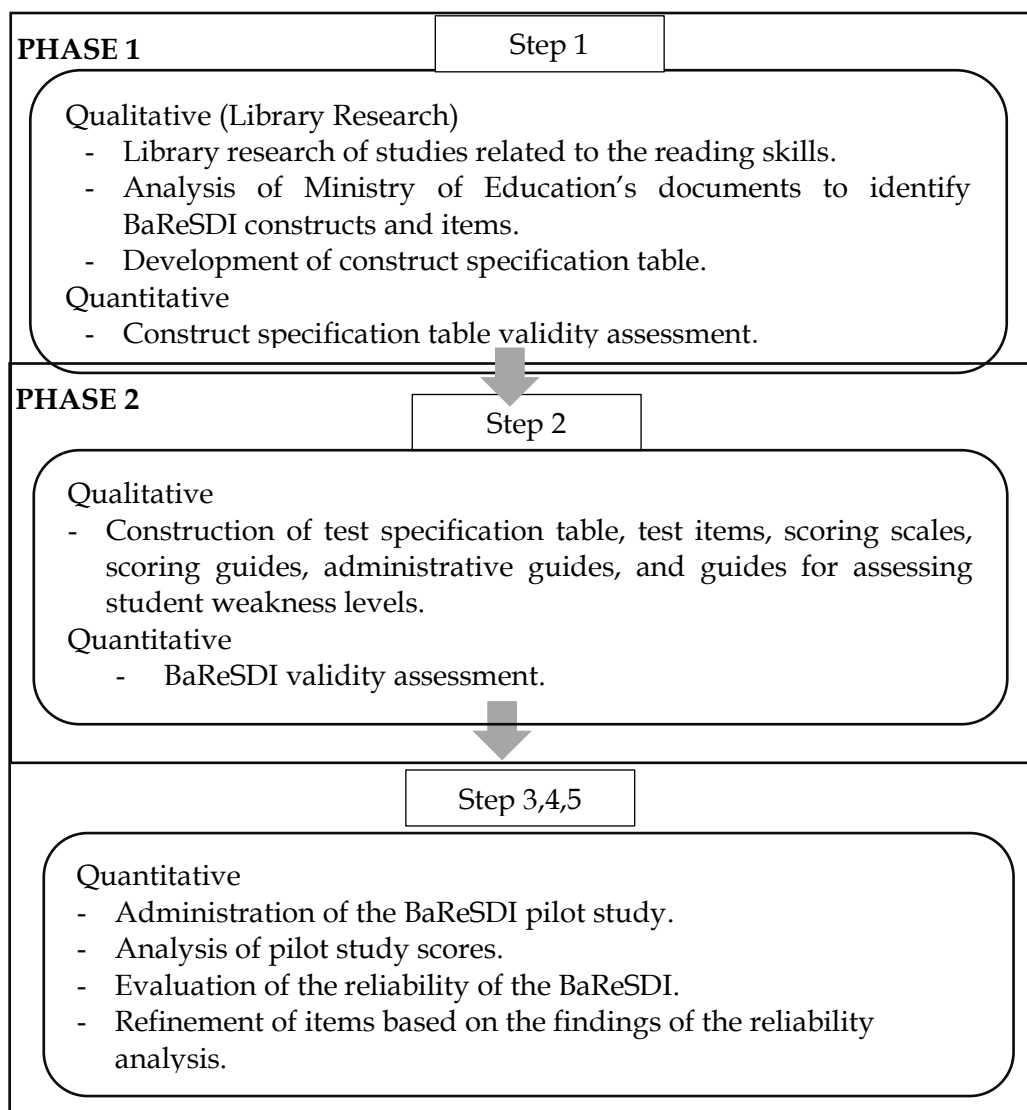 PHASE 1
Step 1
Qualitative (Library Research)
- Library research of studies related to the reading skills.
- Analysis of Ministry of Education's documents to identify
BaReSDI constructs and items.
- Development of construct specification table.
Quantitative
- Construct specification table validity assessment.
PHASE 2
Step 2
Qualitative
- Construction of test specification table, test items, scoring scales,
scoring guides, administrative guides, and guides for assessing
student weakness levels.
Quantitative
- BaReSDI validity assessment.
Step 3,4,5
Quantitative
- Administration of the BaReSDI pilot study.
- Analysis of pilot study scores.
- Evaluation of the reliability of the BaReSDI.
- Refinement of items based on the findings of the reliability
analysis.